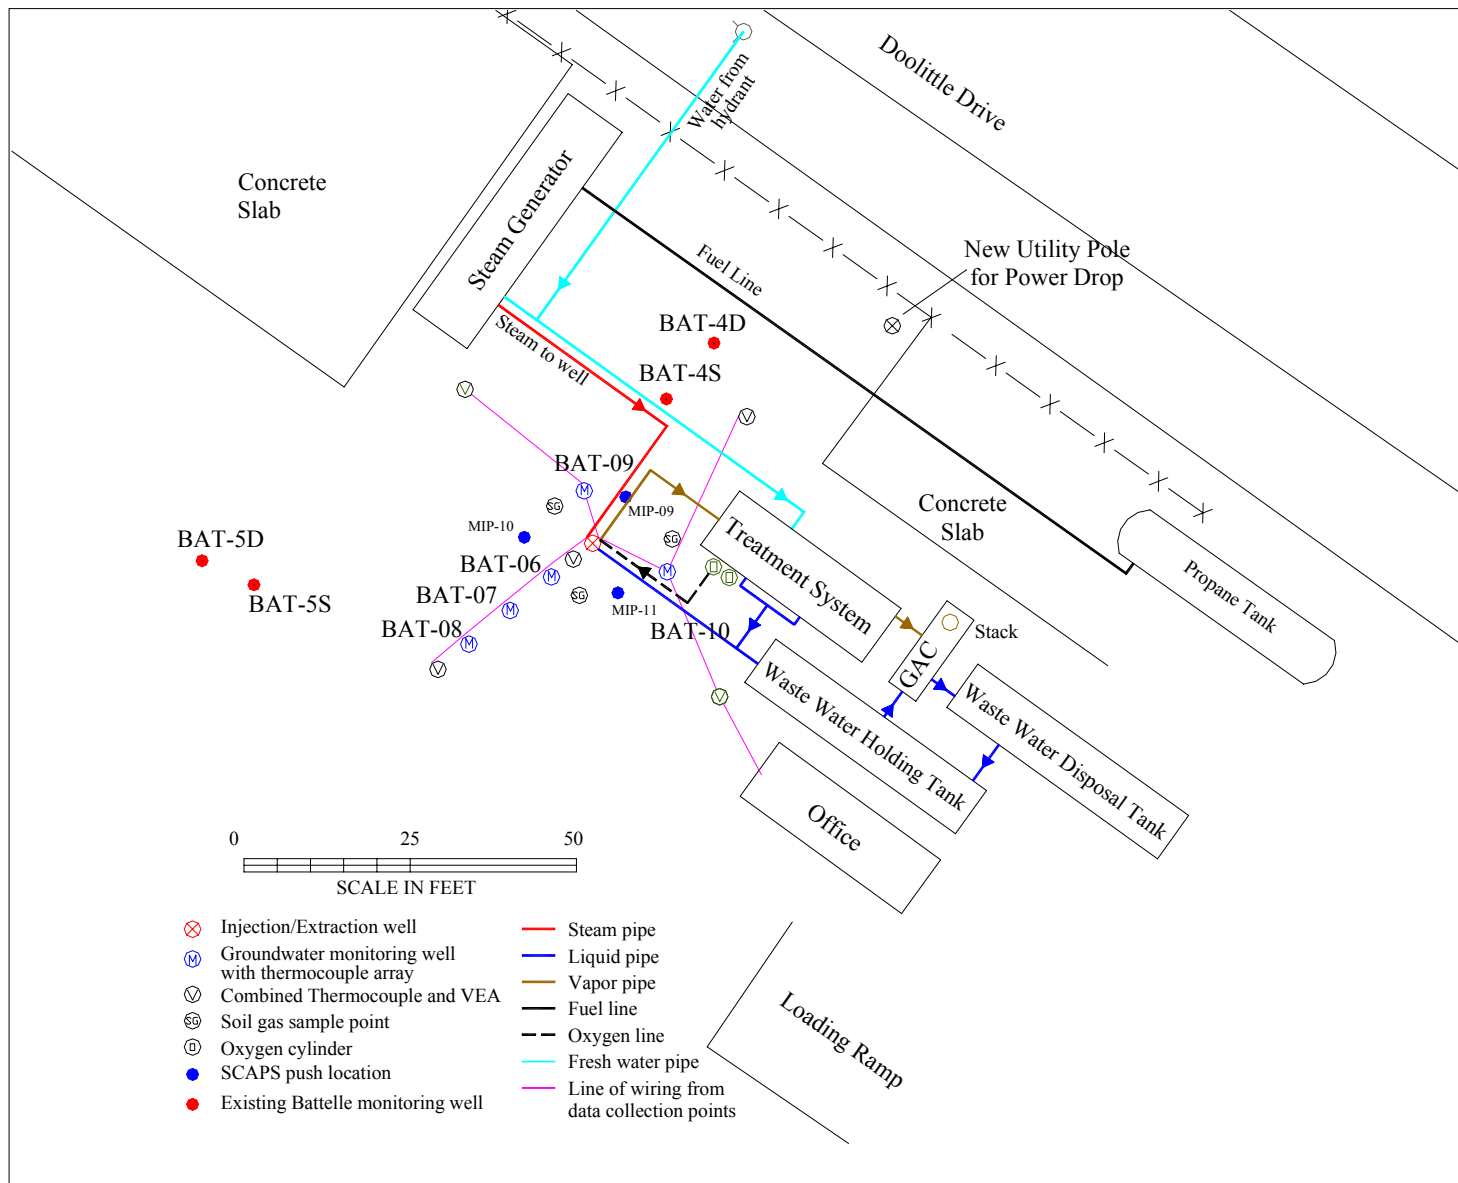 Doolittle Drive
Water from
hydrant
Concrete
Slab
Steam Generator
Fuel Line
New Utility Pole
for Power Drop
BAT-4D
BAT-4S
Steam to well
BAT-09
SG
MIP-09
MIP-10
BAT-5D
BAT-5S
BAT-06
BAT-07
BAT-08
SG
SG
MIP-11
BAT-10
V
V
V
V
V
M
M
M
M
M
Treatment System
Concrete
Slab
Propane Tank
Stack
GAC
Waste Water Holding Tank
Waste Water Disposal Tank
Office
Loading Ramp
0 25 50
SCALE IN FEET
Injection/Extraction well
M Groundwater monitoring well
with thermocouple array
V Combined Thermocouple and VEA
SG Soil gas sample point
Oxygen cylinder
SCAPS push location
Existing Battelle monitoring well
Steam pipe
Liquid pipe
Vapor pipe
Fuel line
Oxygen line
Fresh water pipe
Line of wiring from
data collection points